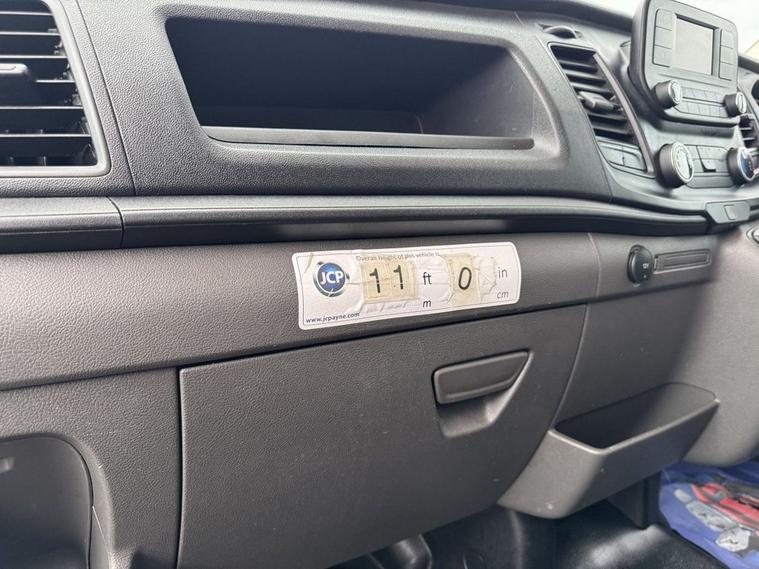 Overall height of this vehicle is
JCP 11 ft 0 in
m cm
www.jcpayne.com